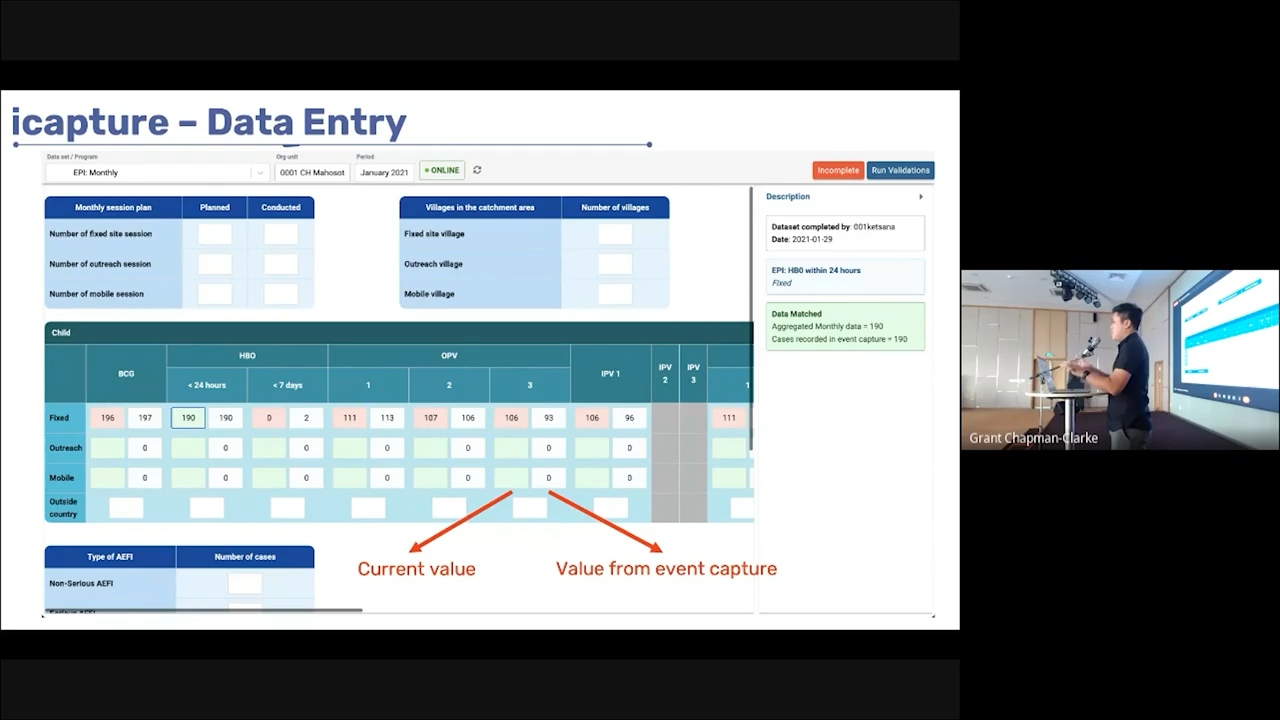 icapture – Data Entry
Data set / Program
Org unit
Period
EPI: Monthly
0001 CH Mahosot
January 2021
ONLINE
Incomplete
Run Validations
Monthly session plan
Planned
Conducted
Number of fixed site session
Number of outreach session
Number of mobile session
Villages in the catchment area
Number of villages
Fixed site village
Outreach village
Mobile village
Description
Dataset completed by: 001ketsana
Date: 2021-01-29
EPI: HB0 within 24 hours
Fixed
Data Matched
Aggregated Monthly data = 190
Cases recorded in event capture = 190
Child
BCG
HBO
OPV
IPV 1
IPV 2
IPV 3
< 24 hours
< 7 days
1
2
3
1
Fixed 196 197 190 190 0 2 111 113 107 106 106 93 106 96 111
Outreach 0 0 0 0 0 0 0
Mobile 0 0 0 0 0 0 0
Outside country
Current value
Value from event capture
Type of AEFI
Number of cases
Non-Serious AEFI
Grant Chapman-Clarke